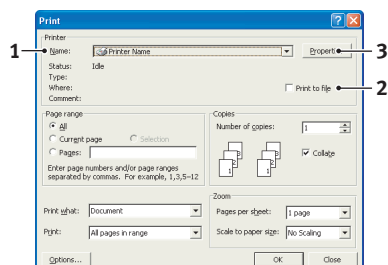 Print
Printer
1 Name: Printer Name Properti 3
Status: Idle
Type:
Where: Print to file 2
Comment:
Page range
All
Current page Selection
Pages:
Enter page numbers and/or page ranges
separated by commas. For example, 1,3,5–12
Copies
Number of copies: 1
1 1
Collate
Print what: Document
Print: All pages in range
Zoom
Pages per sheet: 1 page
Scale to paper size: No Scaling
Options... OK Close